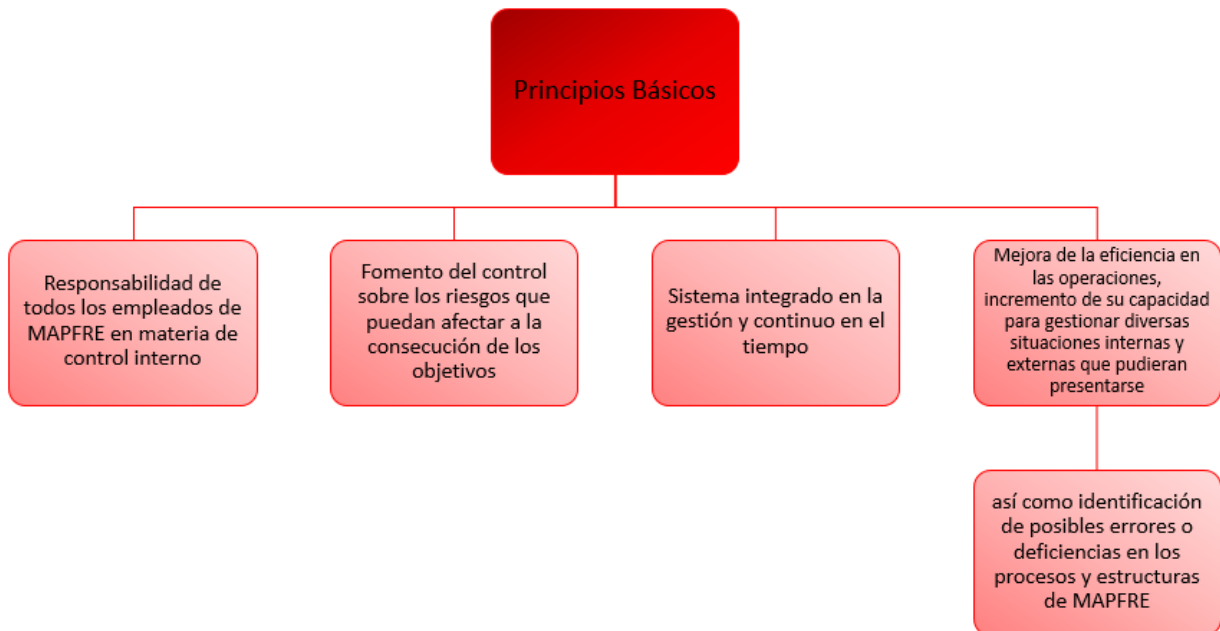 Principios Básicos
Responsabilidad de
todos los empleados de
MAPFRE en materia de
control interno
Fomento del control
sobre los riesgos que
puedan afectar a la
consecución de los
objetivos
Sistema integrado en la
gestión y continuo en el
tiempo
Mejora de la eficiencia en
las operaciones,
incremento de su capacidad
para gestionar diversas
situaciones internas y
externas que pudieran
presentarse
así como identificación
de posibles errores o
deficiencias en los
procesos y estructuras
de MAPFRE